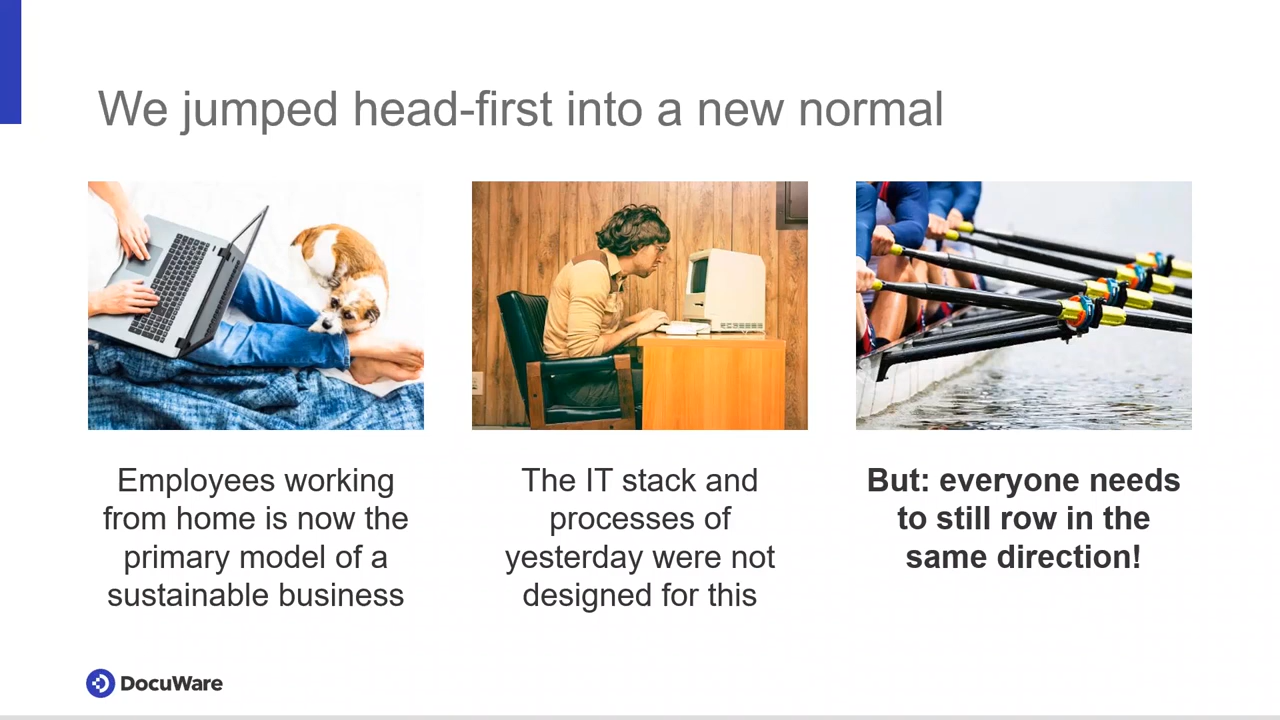 We jumped head-first into a new normal
Employees working
from home is now the
primary model of a
sustainable business
The IT stack and
processes of
yesterday were not
designed for this
But: everyone needs
to still row in the
same direction!
DocuWare